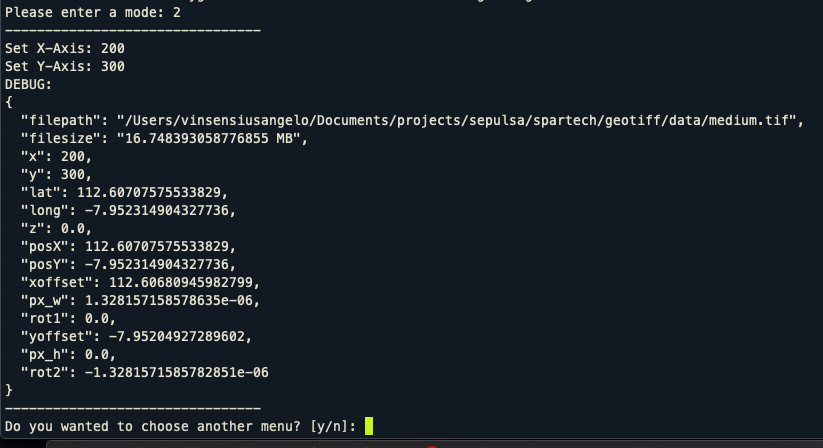 Please enter a mode: 2
--------------------------------
Set X-Axis: 200
Set Y-Axis: 300
DEBUG:
{
  "filepath": "/Users/vinsensiusangelo/Documents/projects/sepulsa/spartech/geotiff/data/medium.tif",
  "filesize": "16.748393058776855 MB",
  "x": 200,
  "y": 300,
  "lat": 112.60707575533829,
  "long": -7.952314904327736,
  "z": 0.0,
  "posX": 112.60707575533829,
  "posY": -7.952314904327736,
  "xoffset": 112.60680945982799,
  "px_w": 1.328157158578635e-06,
  "rot1": 0.0,
  "yoffset": -7.95204927289602,
  "px_h": 0.0,
  "rot2": -1.3281571585782851e-06
}
--------------------------------
Do you wanted to choose another menu? [y/n]: